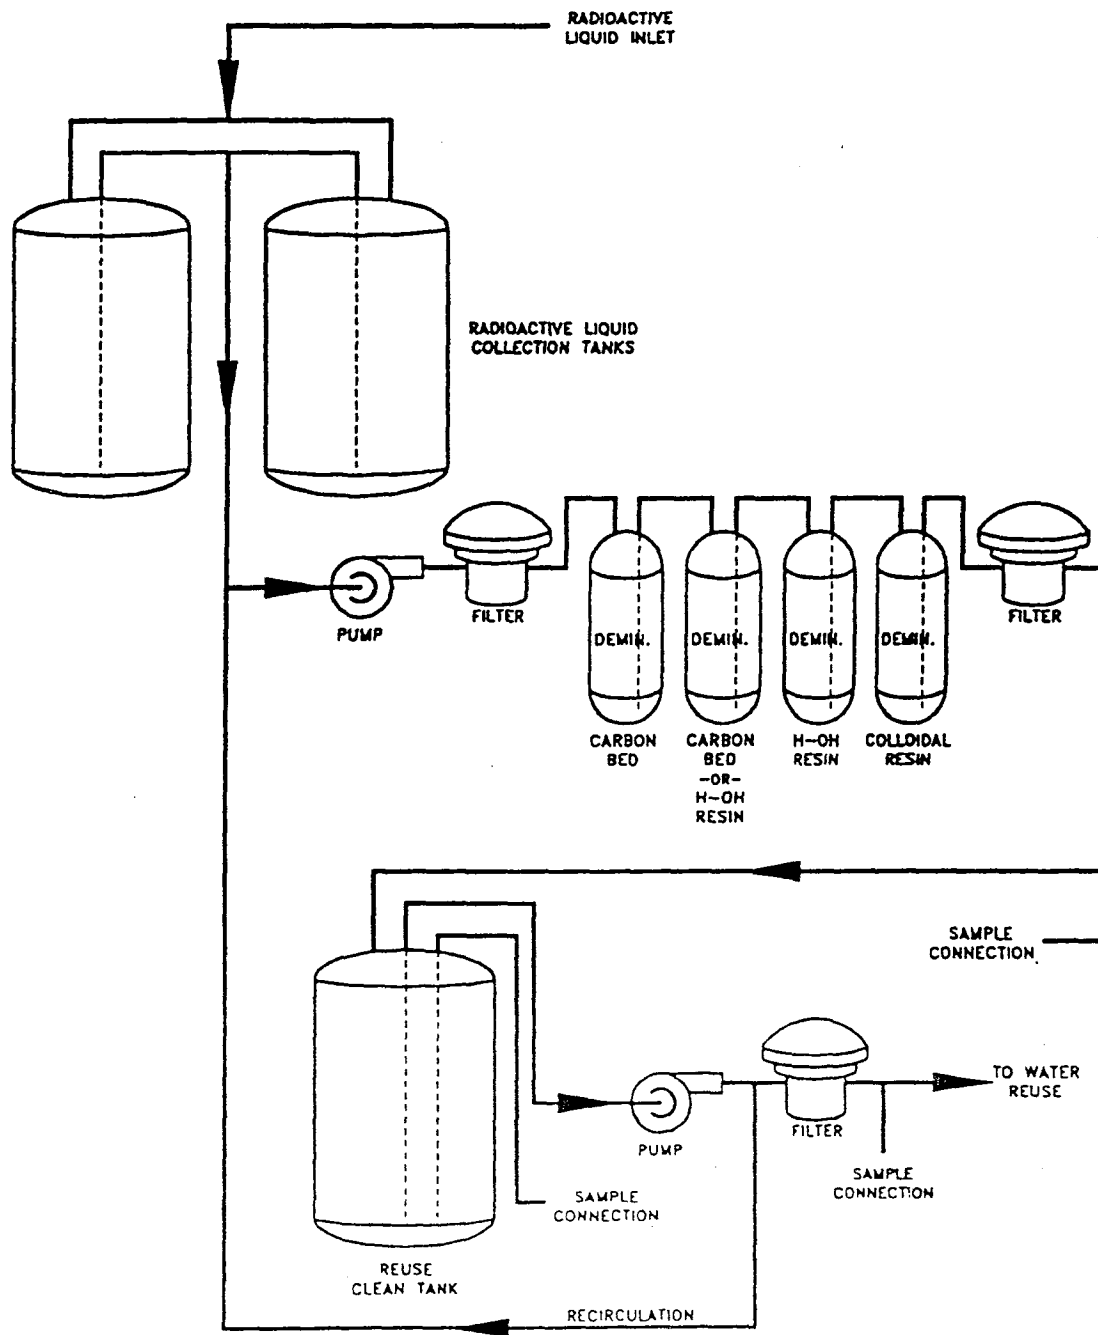 RADIOACTIVE
LIQUID INLET
RADIOACTIVE LIQUID
COLLECTION TANKS
PUMP
FILTER
DEMIN.
DEMIN.
DEMIN.
DEMIN.
FILTER
CARBON
BED
CARBON
BED
-OR-
H-OH
RESIN
H-OH
RESIN
COLLOIDAL
RESIN
SAMPLE
CONNECTION
TO WATER
REUSE
PUMP
FILTER
SAMPLE
CONNECTION
SAMPLE
CONNECTION
REUSE
CLEAN TANK
RECIRCULATION